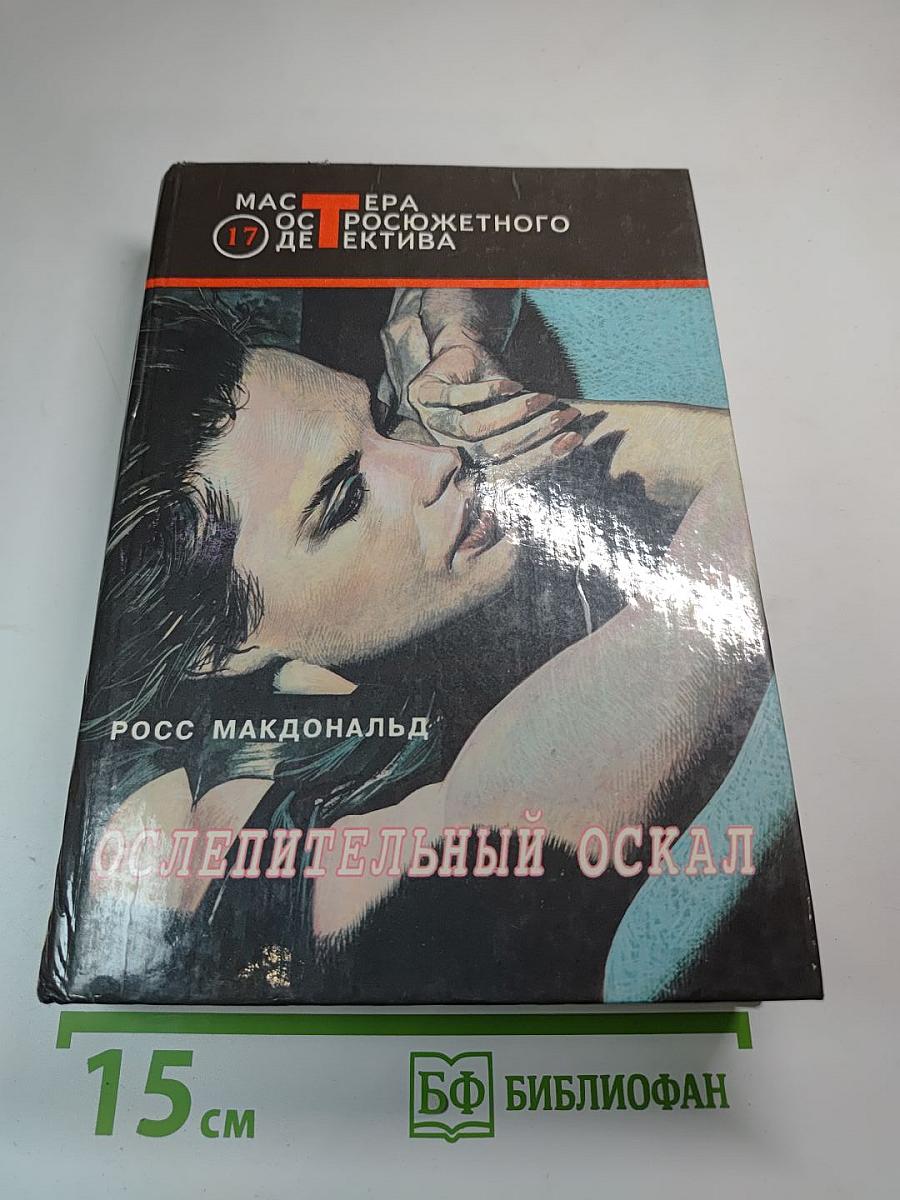 МАСТЕРА
17 ОСТРОСЮЖЕТНОГО
ДЕТЕКТИВА
РОСС МАКДОНАЛЬД
ОСЛЕПИТЕЛЬНЫЙ ОСКАЛ
15 СМ
БФ БИБЛИОФАН